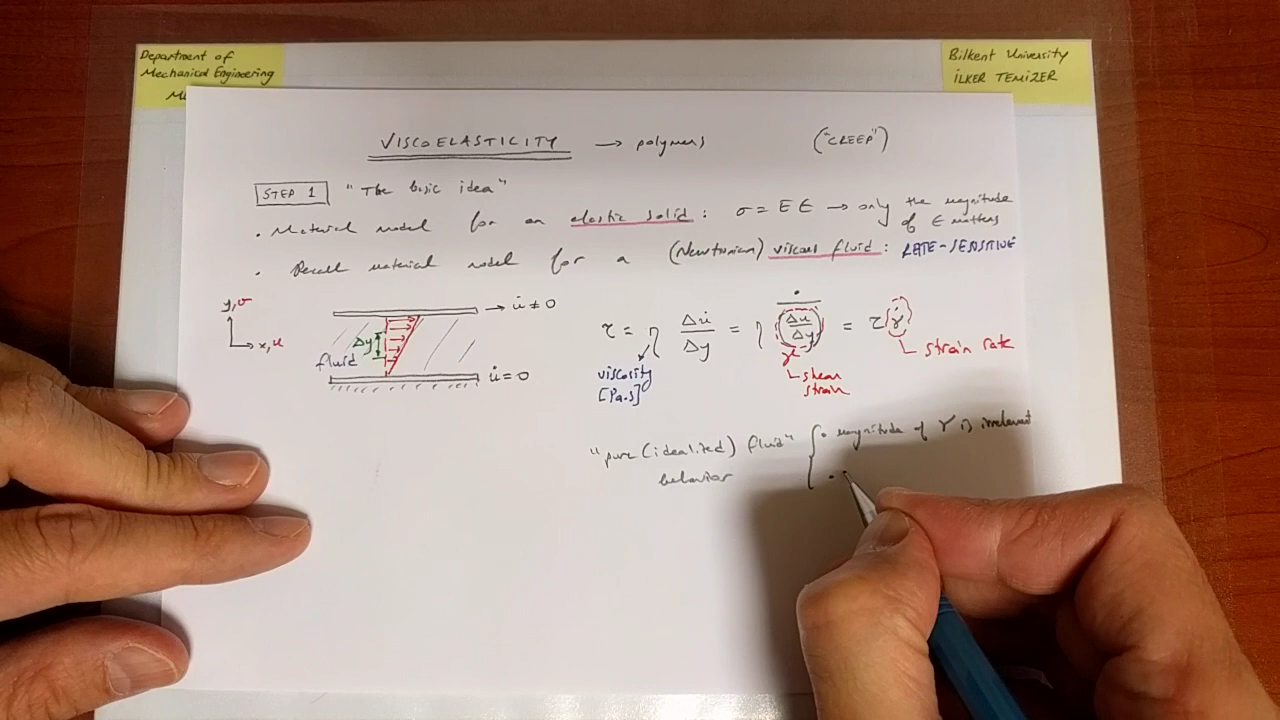 Department of
Mechanical Engineering
Bilkent University
İLKER TEMİZER
VISCOELASTICITY → polymers ("CREEP")
STEP 1 "The basic idea"
• Material model for an elastic solid : σ = E ϵ → only the magnitude
of ϵ matters
• Recall material model for a (Newtonian) viscous fluid : RATE-SENSITIVE
y,v
x,u
fluid
Δy
u̇ ≠ 0
u̇ = 0
τ = η Δu̇/Δy = η (Δu/Δy)˙ = τ γ̇
viscosity
[Pa.s]
γ
shear
strain
strain rate
"pure (idealized) fluid"
behavior
• magnitude of γ is irrelevant